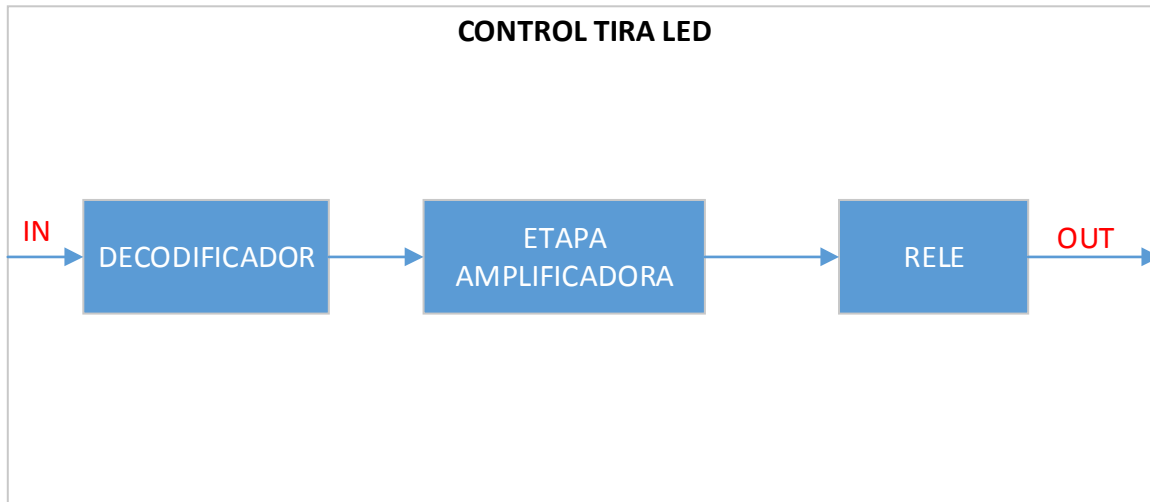 CONTROL TIRA LED
IN
DECODIFICADOR
ETAPA
AMPLIFICADORA
RELE
OUT